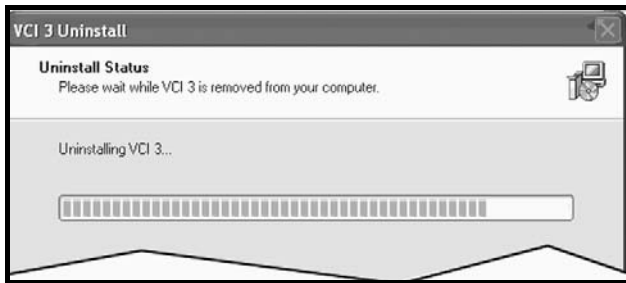 VCI 3 Uninstall
Uninstall Status
Please wait while VCI 3 is removed from your computer.
Uninstalling VCI 3...